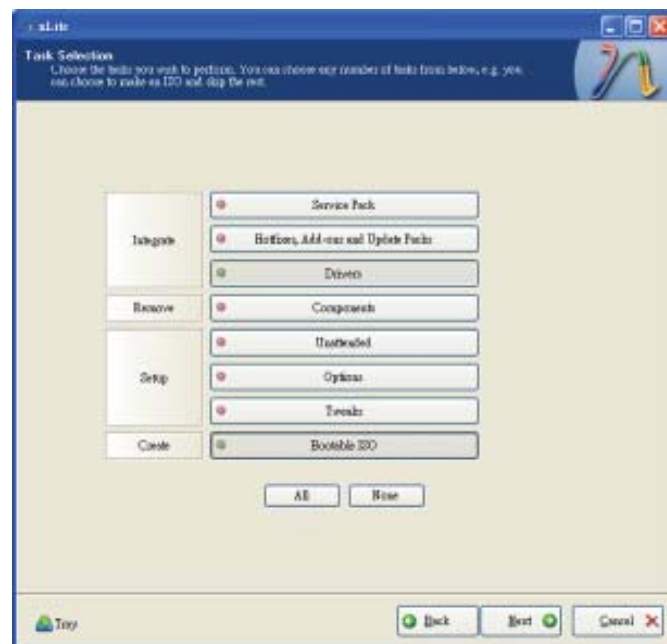 nLite
Task Selection
Choose the tasks you wish to perform. You can choose any number of tasks from below, e.g. you
can choose to make an ISO and skip the rest.
Integrate
Service Pack
Hotfixes, Add-ons and Update Packs
Drivers
Remove
Components
Setup
Unattended
Options
Tweaks
Create
Bootable ISO
All
None
Tray
Back
Next
Cancel